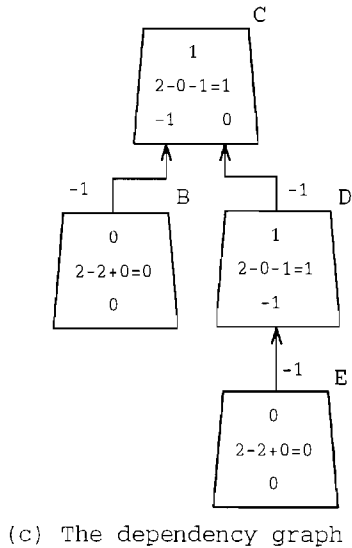 C
1
2-0-1=1
-1 0
-1 B -1 D
0 1
2-2+0=0 2-0-1=1
0 -1
-1 E
0
2-2+0=0
0
(c) The dependency graph